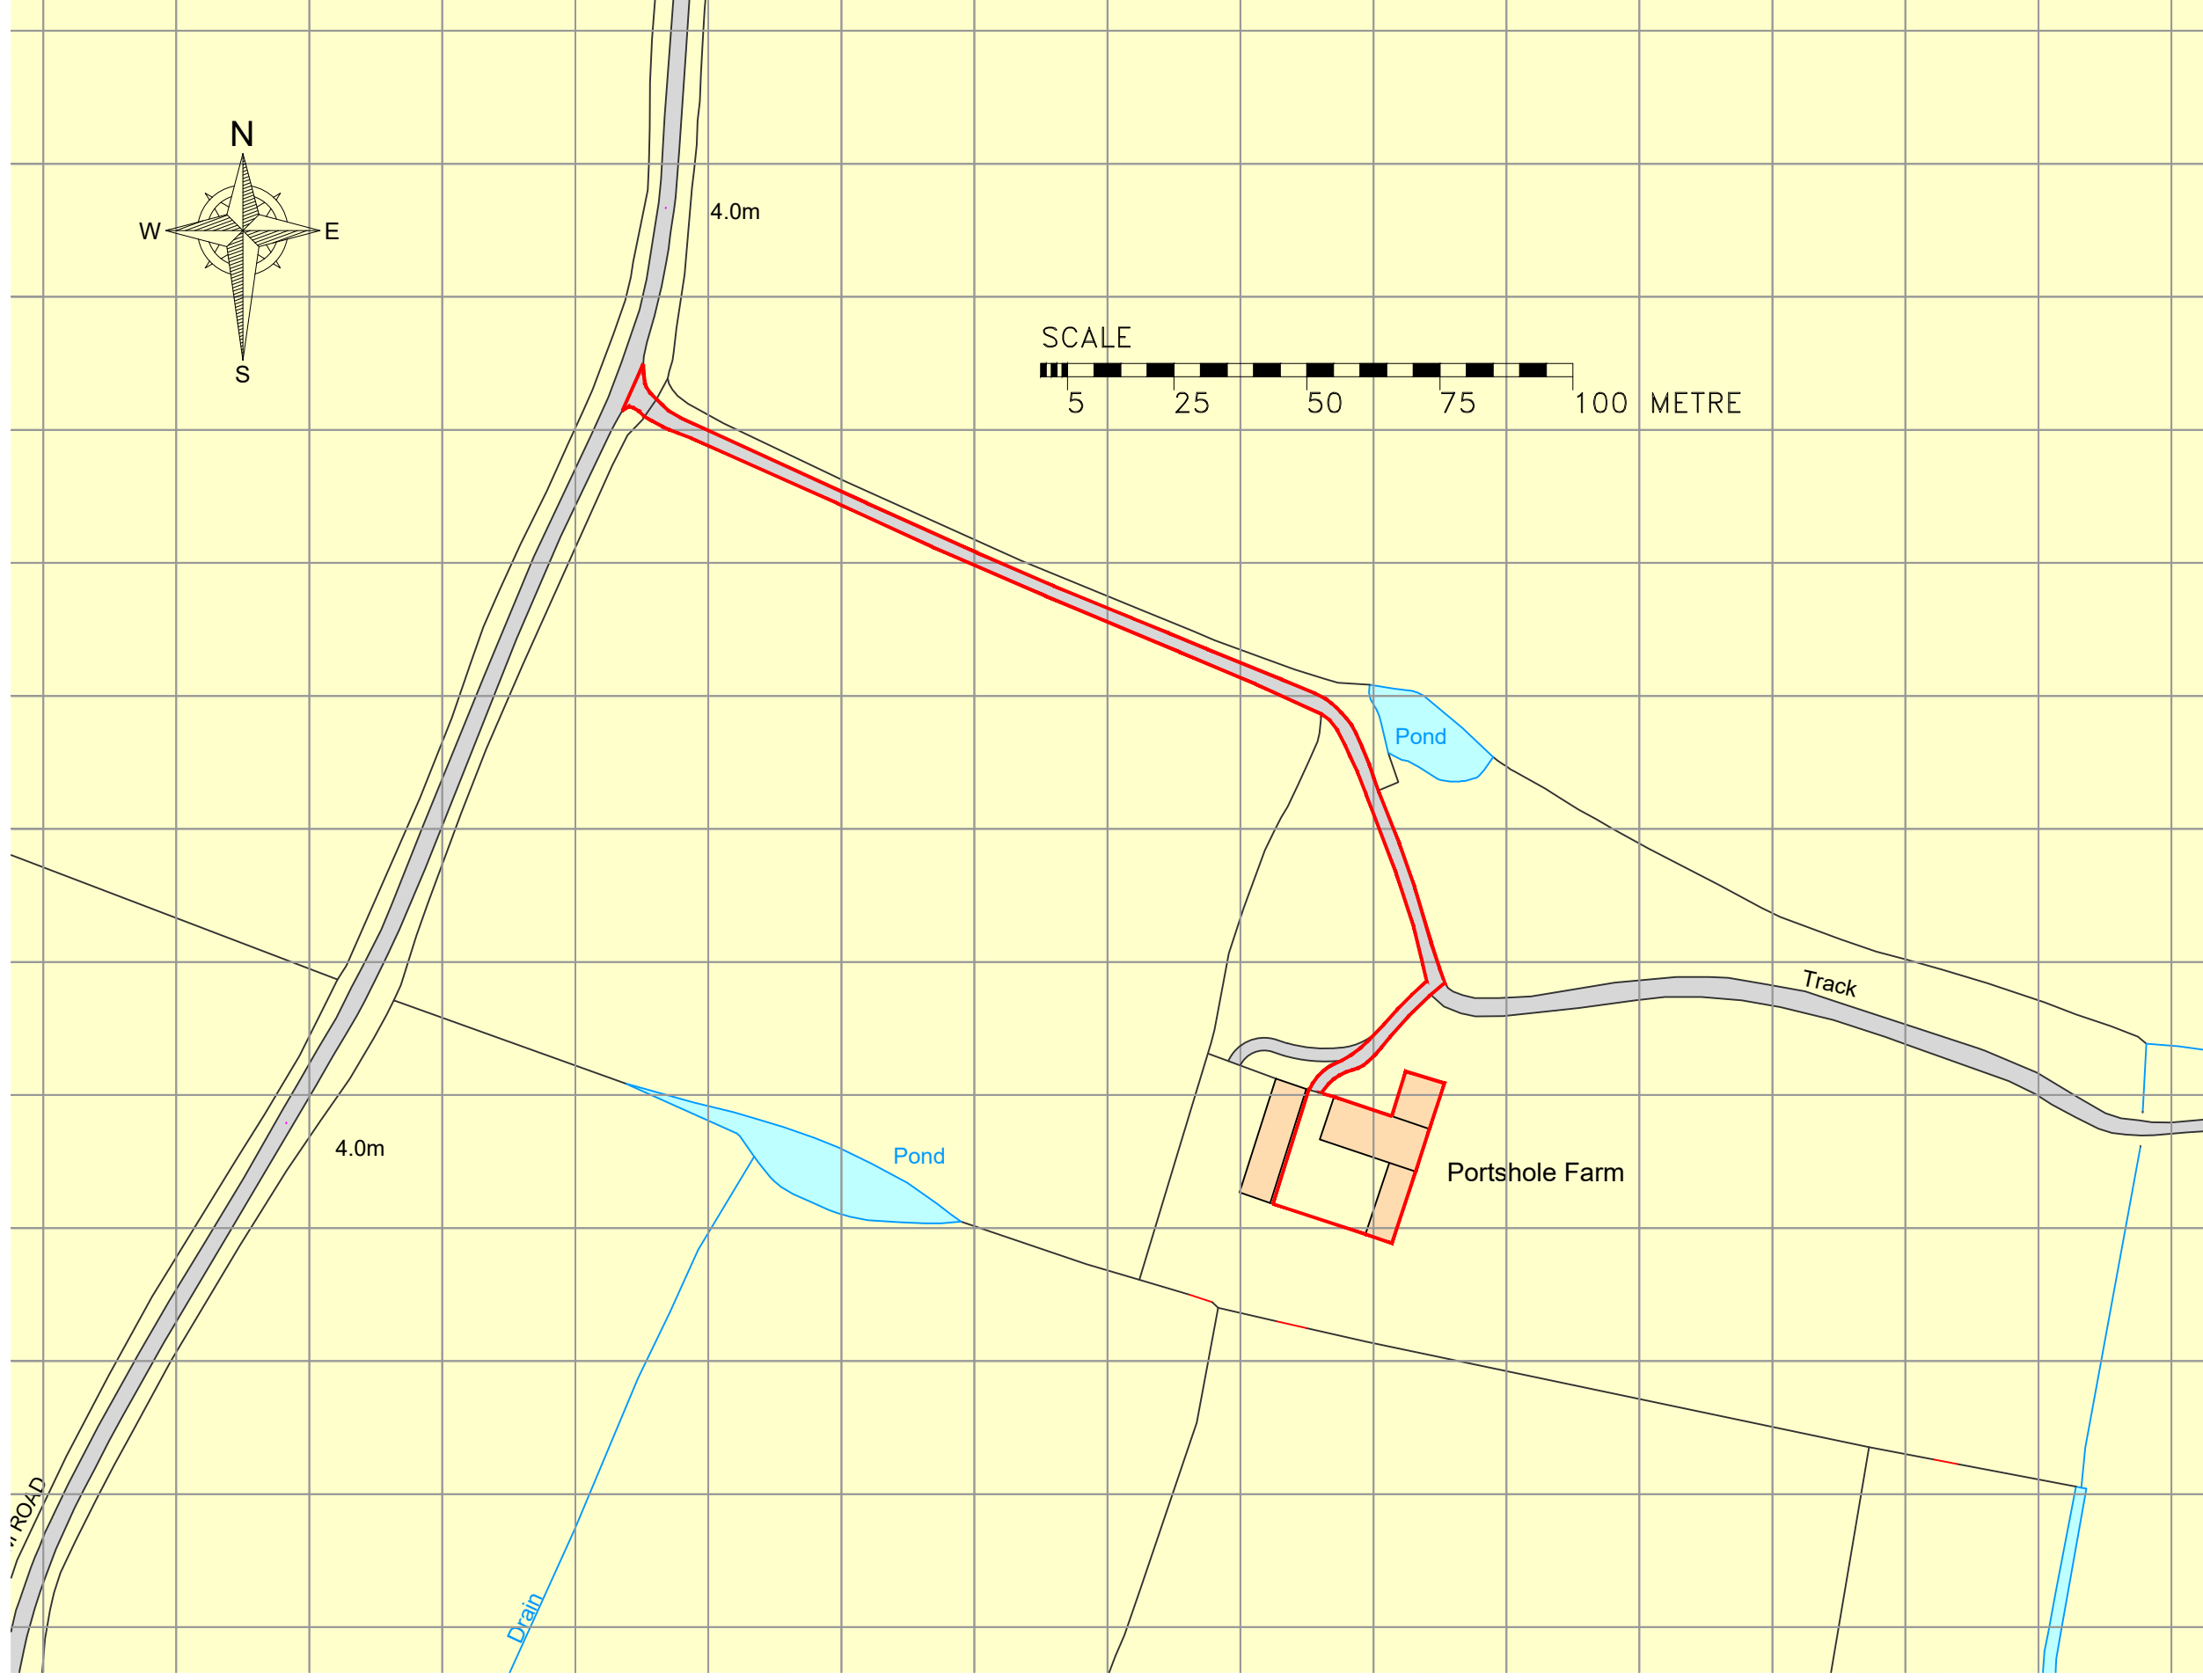 N
4.0m
W
E
SCALE
S
5 25 50 75 100 METRE
Pond
Track
4.0m
Pond
Portshole Farm
ROAD
Drain